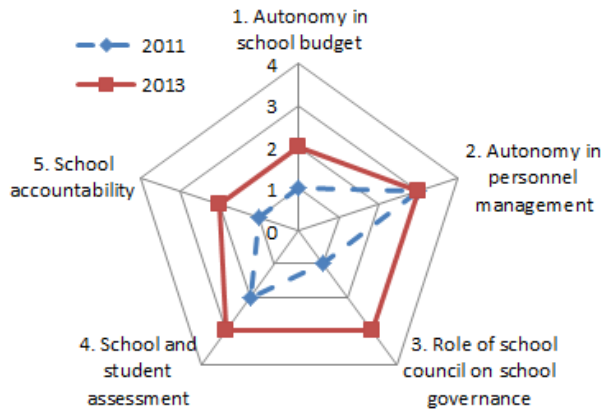 1. Autonomy in
school budget
2011
2013
4
3
2
1
0
2. Autonomy in
personnel
management
3. Role of school
council on school
governance
4. School and
student
assessment
5. School
accountability